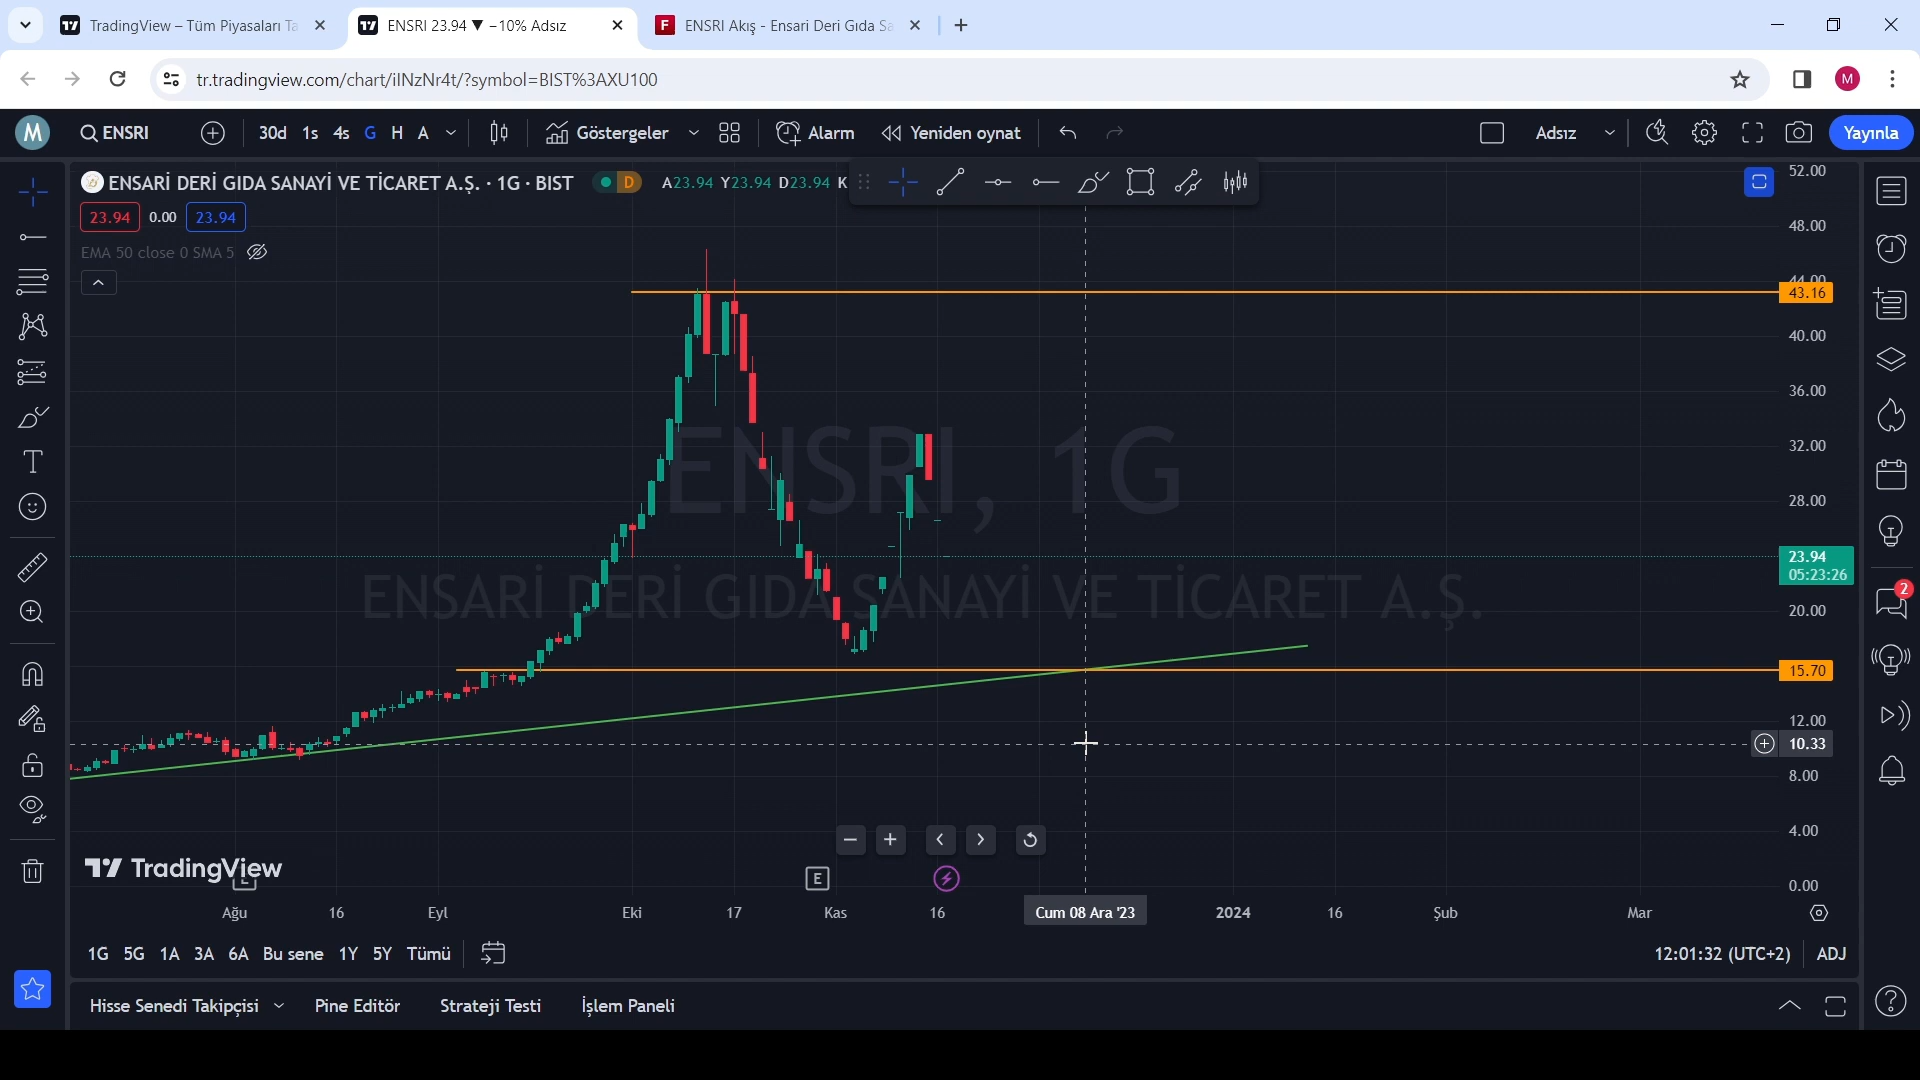 TradingView – Tüm Piyasaları Ta
ENSRI 23.94 ▼ −10% Adsız
ENSRI Akış - Ensari Deri Gıda Sa
tr.tradingview.com/chart/iINzNr4t/?symbol=BIST%3AXU100
M
M
ENSRI
30d 1s 4s G H A
Göstergeler
Alarm
Yeniden oynat
Adsız
Yayınla
ENSARİ DERİ GIDA SANAYİ VE TİCARET A.Ş. · 1G · BIST
D
A23.94 Y23.94 D23.94 K
23.94 0.00 23.94
EMA 50 close 0 SMA 5
52.00
48.00
44.00
43.16
40.00
36.00
32.00
28.00
23.94
05:23:26
20.00
15.70
12.00
10.33
8.00
4.00
0.00
2
ENSRI, 1G
ENSARİ DERİ GIDA SANAYİ VE TİCARET A.Ş.
TradingView
E
Ağu 16 Eyl Eki 17 Kas 16 Cum 08 Ara '23 2024 16 Şub Mar
1G 5G 1A 3A 6A Bu sene 1Y 5Y Tümü
12:01:32 (UTC+2) ADJ
Hisse Senedi Takipçisi Pine Editör Strateji Testi İşlem Paneli